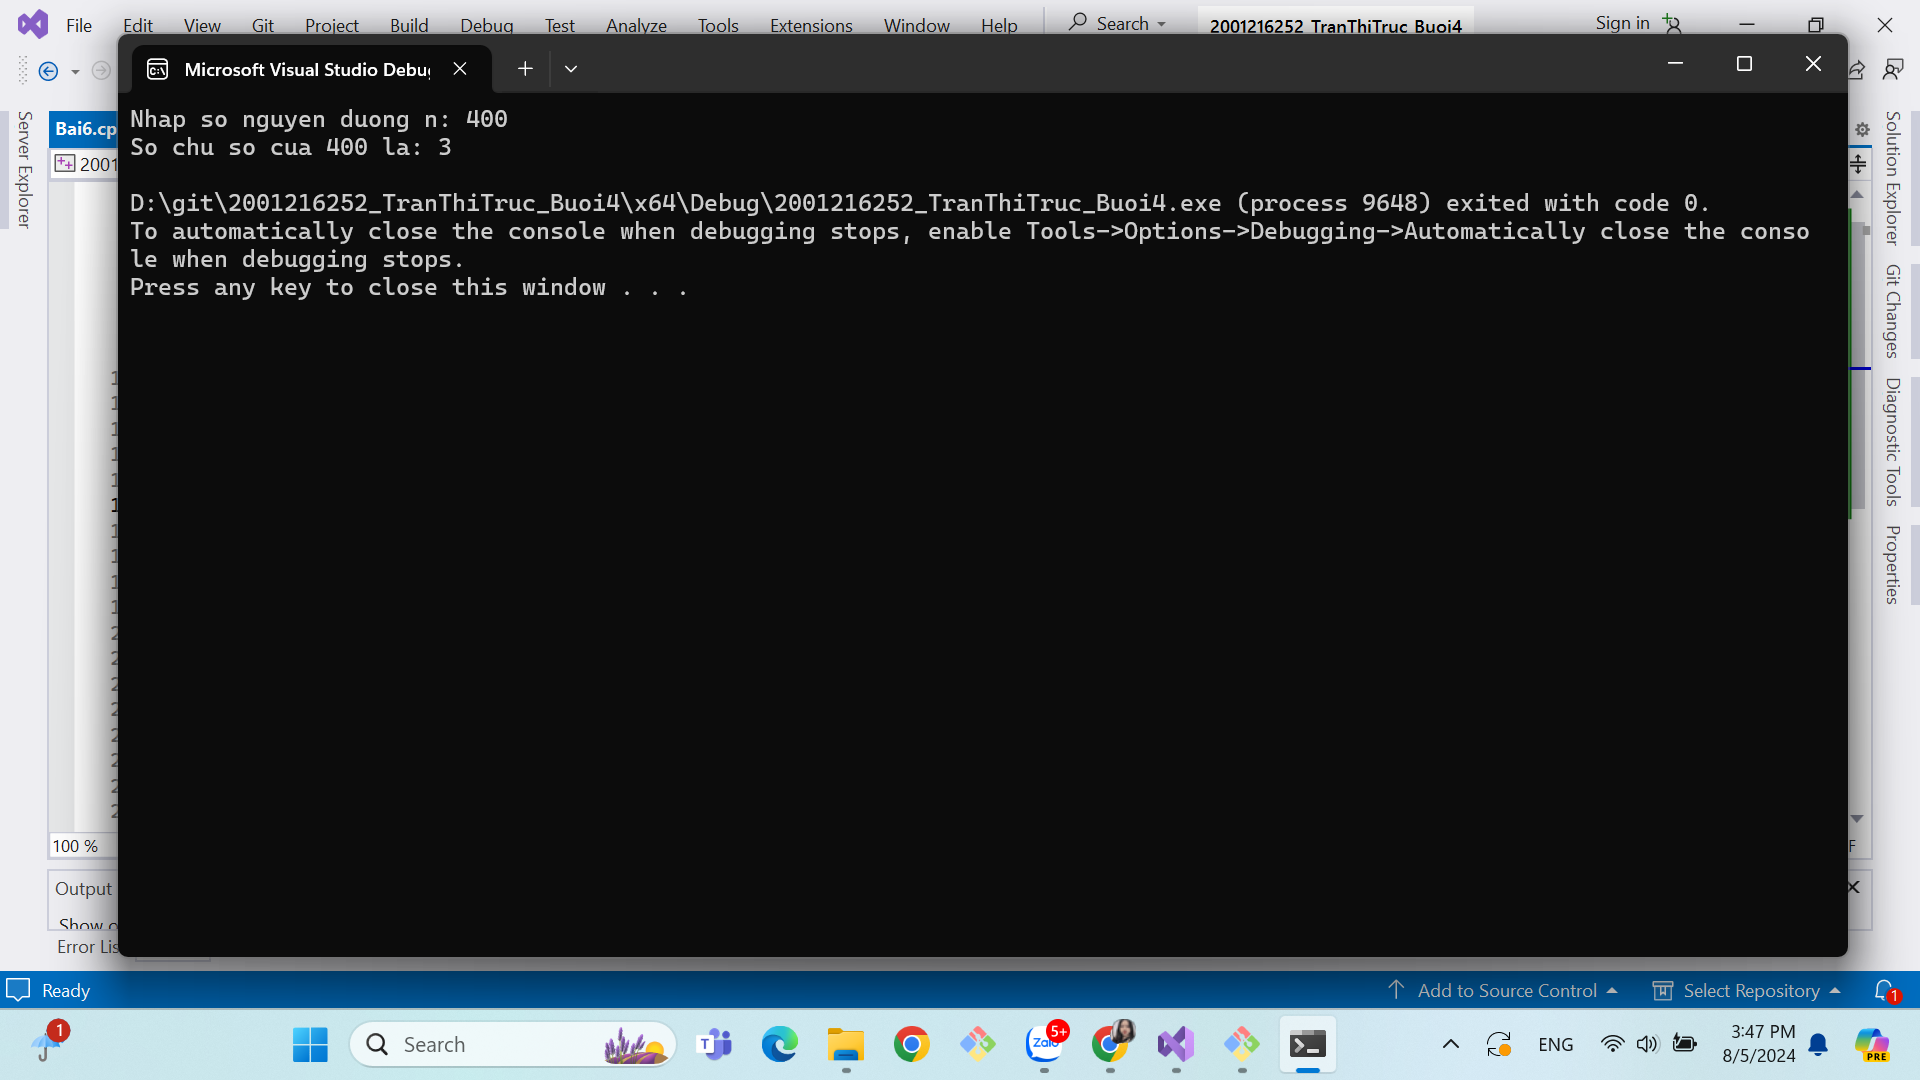 File Edit View Git Project Build Debug Test Analyze Tools Extensions Window Help Search 2001216252_TranThiTruc_Buoi4 Sign in
Microsoft Visual Studio Debu
Nhap so nguyen duong n: 400
So chu so cua 400 la: 3
D:\git\2001216252_TranThiTruc_Buoi4\x64\Debug\2001216252_TranThiTruc_Buoi4.exe (process 9648) exited with code 0.
To automatically close the console when debugging stops, enable Tools->Options->Debugging->Automatically close the conso
le when debugging stops.
Press any key to close this window . . .
Server Explorer
Bai6.cp
2001
100 %
Output
Show o
Error Lis
Solution Explorer
Git Changes
Diagnostic Tools
Properties
F
Ready
Add to Source Control
Select Repository
1
1
Search
T
Zalo
5+
ENG
3:47 PM
8/5/2024
PRE